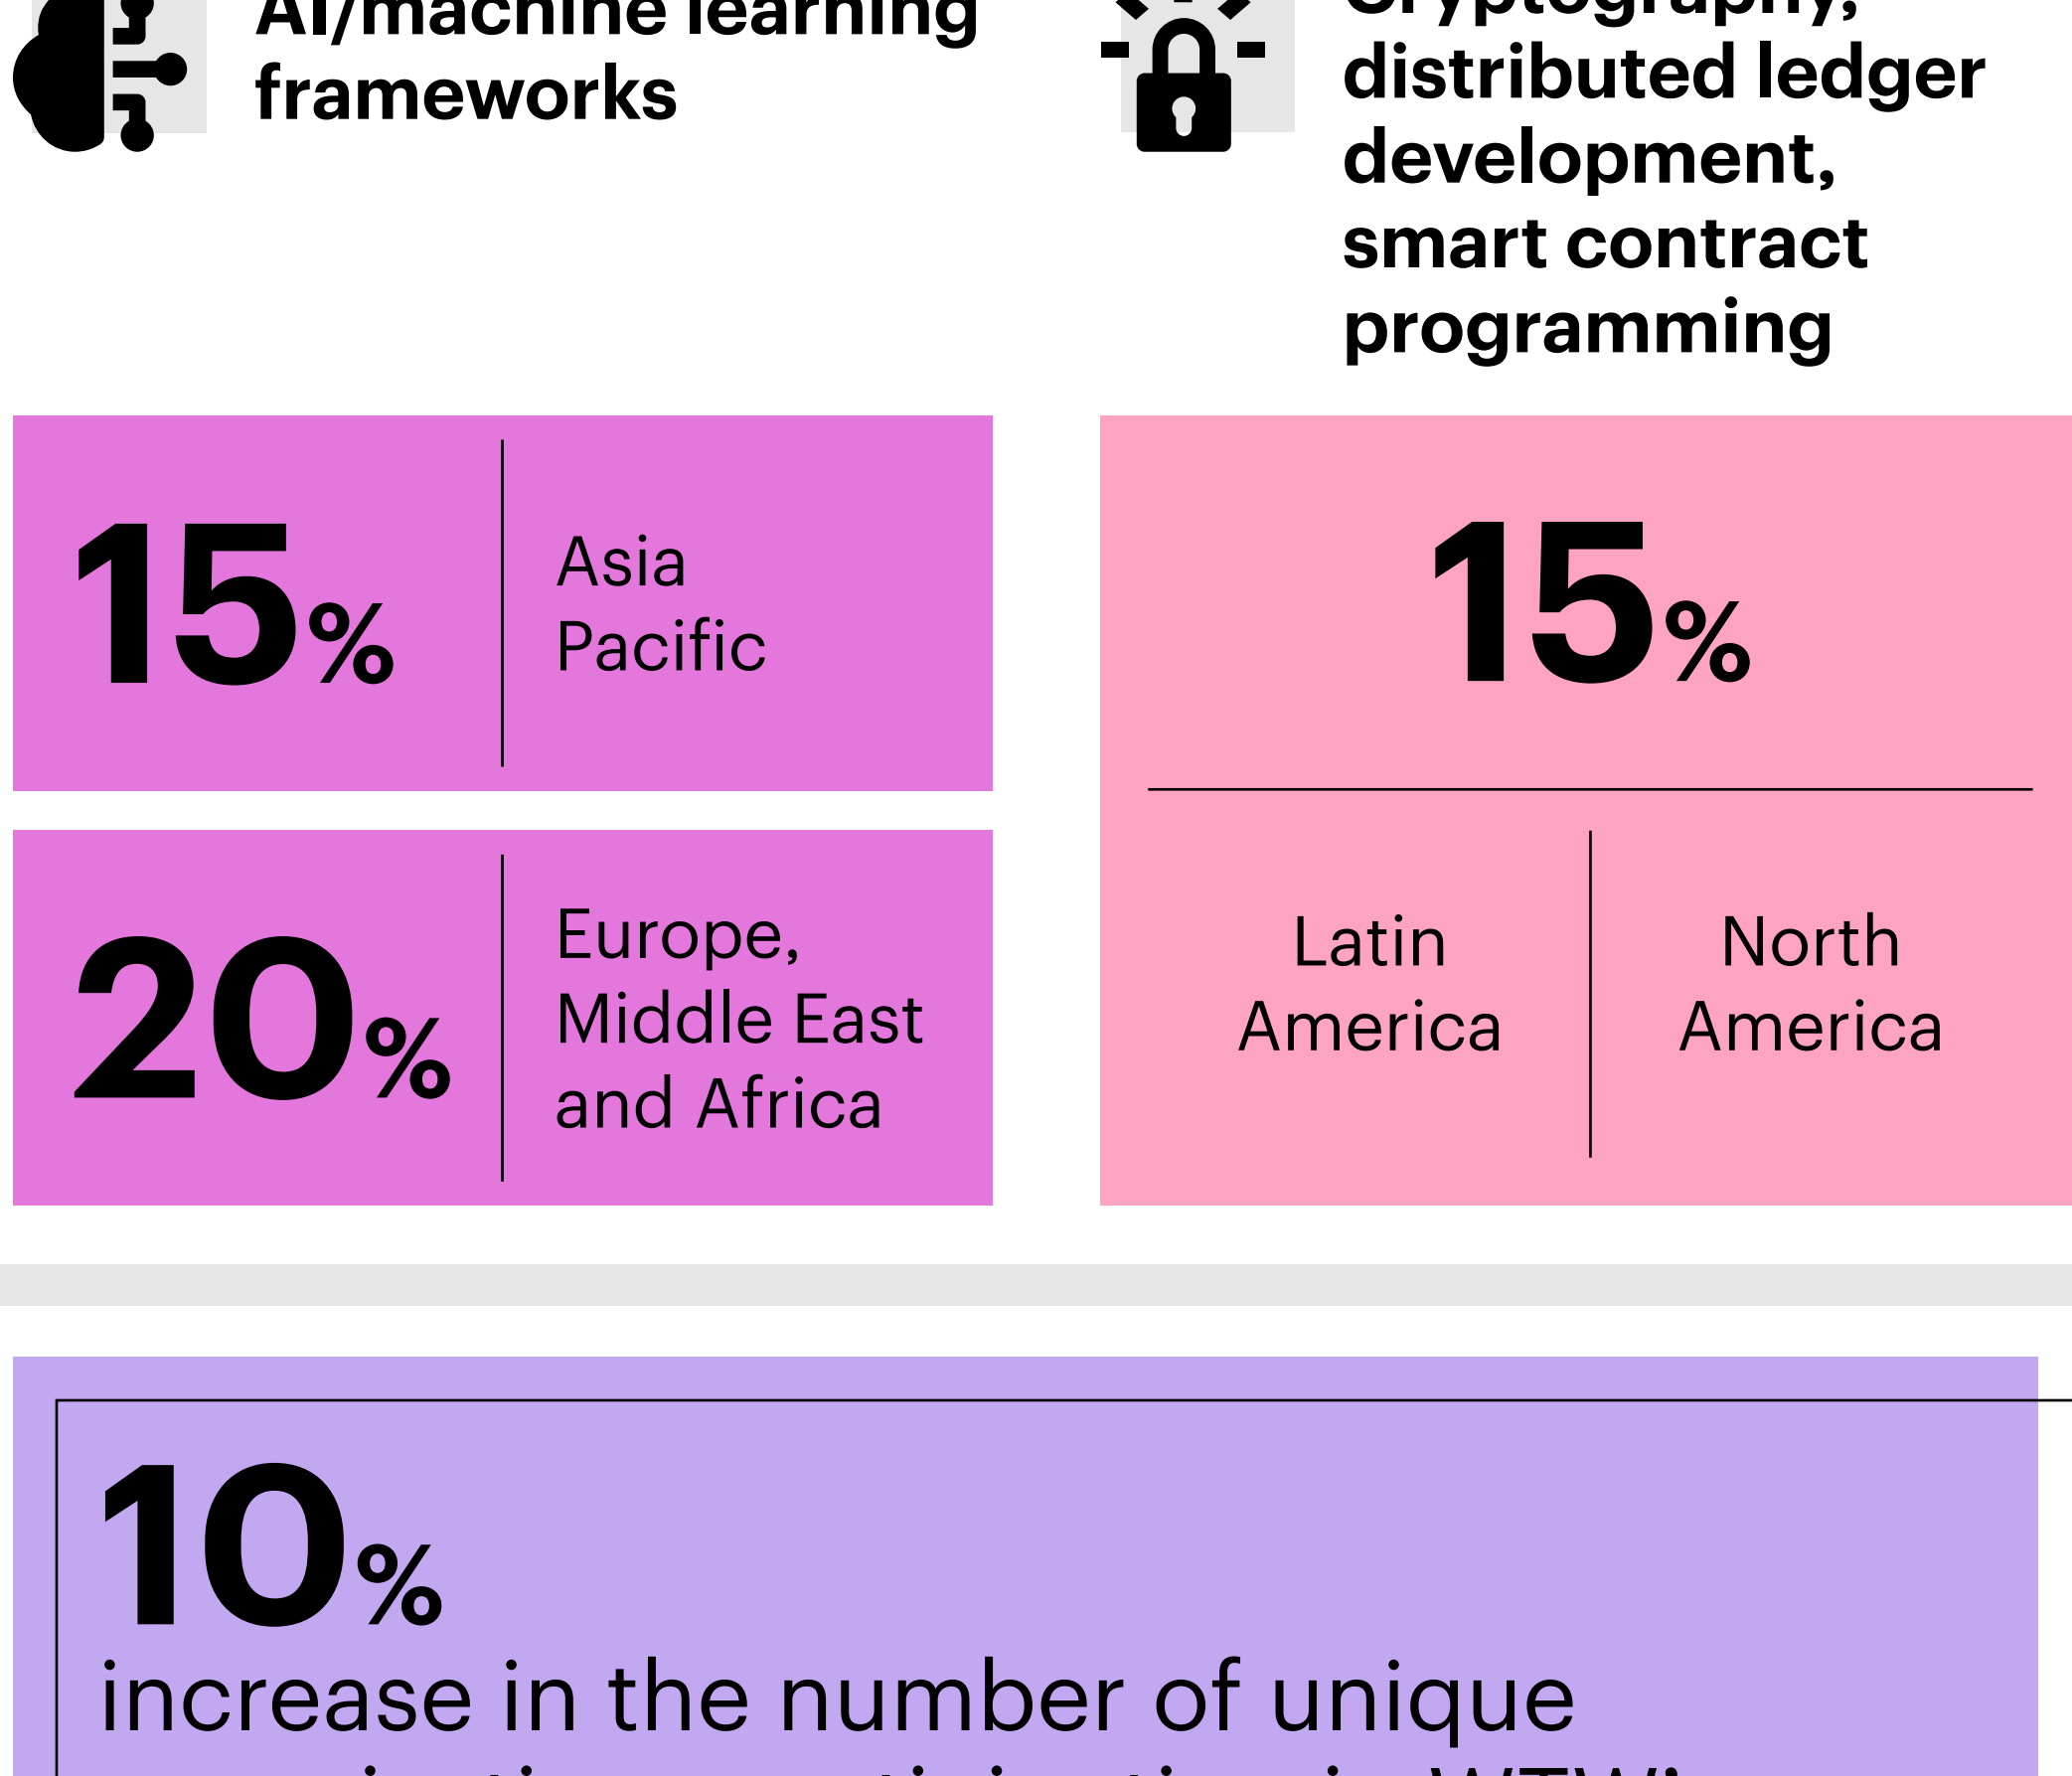 AI/machine learning
frameworks
Cryptography,
distributed ledger
development,
smart contract
programming
15%
Asia
Pacific
20%
Europe,
Middle East
and Africa
15%
Latin
America
North
America
10%
increase in the number of unique